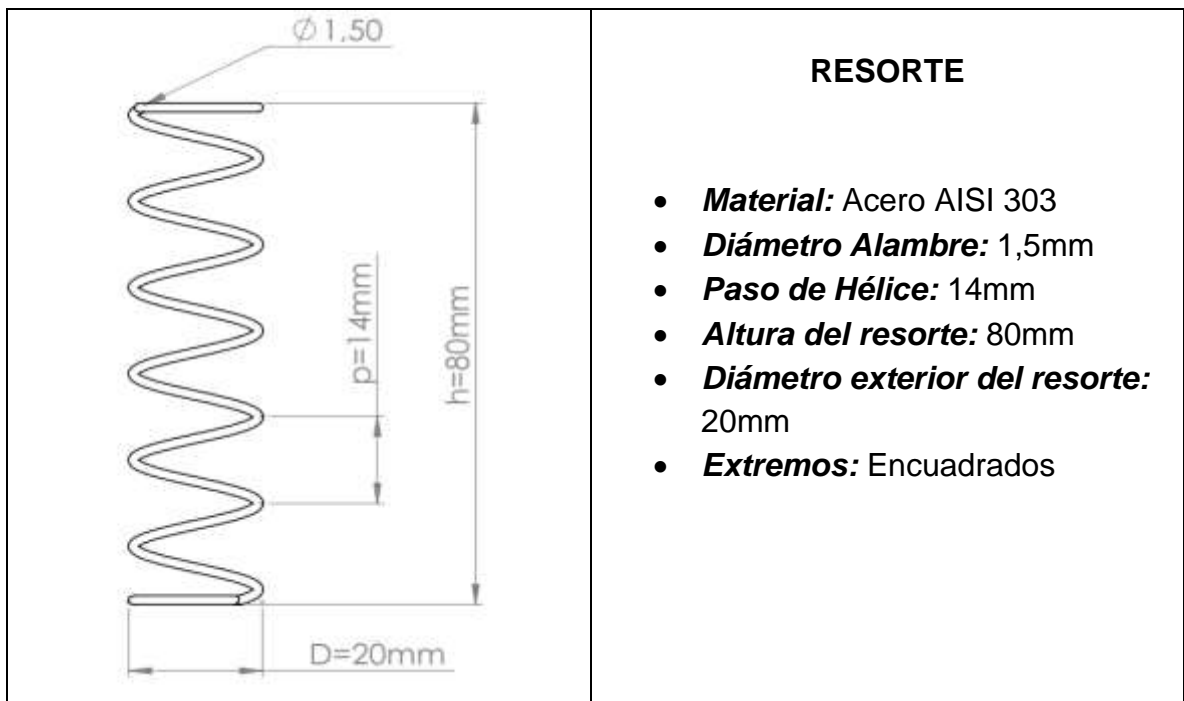 ∅ 1.50
p=14mm
h=80mm
D=20mm
RESORTE
• Material: Acero AISI 303
• Diámetro Alambre: 1,5mm
• Paso de Hélice: 14mm
• Altura del resorte: 80mm
• Diámetro exterior del resorte:
20mm
• Extremos: Encuadrados